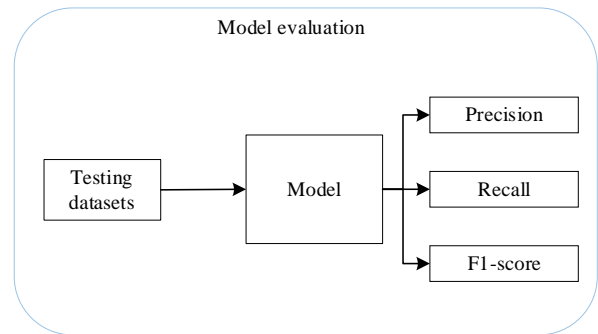 Model evaluation
Testing
datasets
Model
Precision
Recall
F1-score